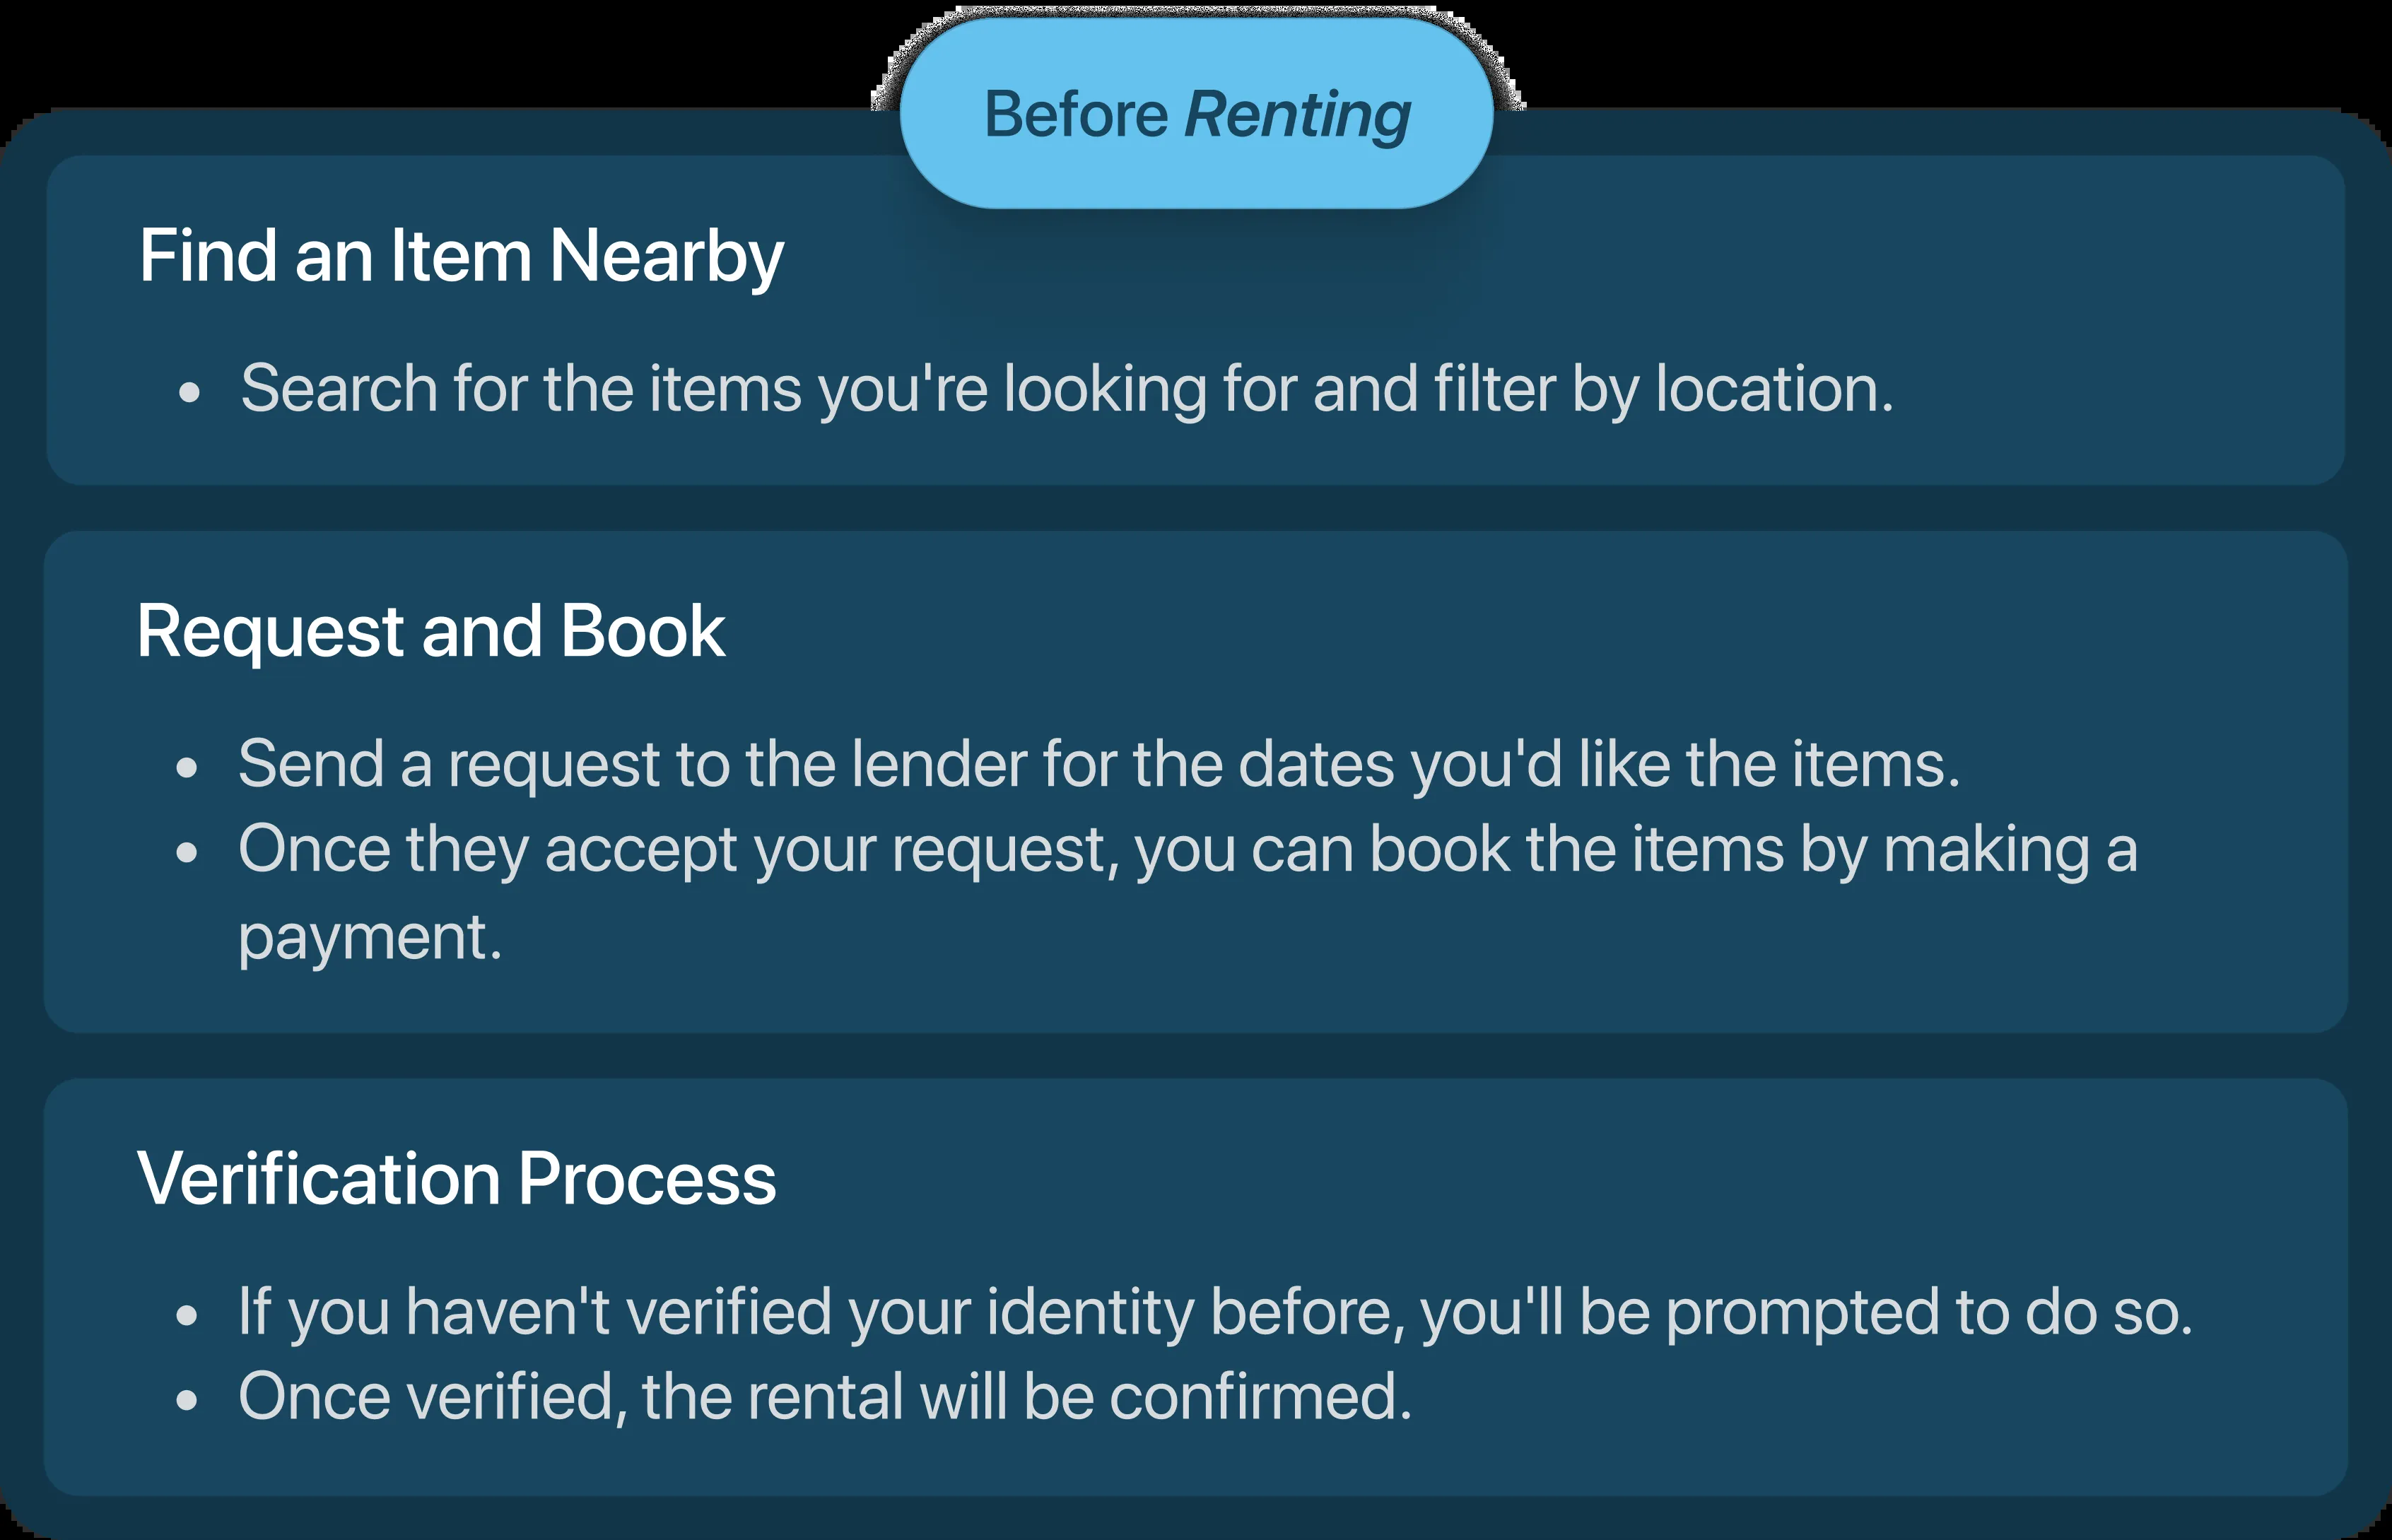 Before Renting
Find an Item Nearby
• Search for the items you're looking for and filter by location.
Request and Book
• Send a request to the lender for the dates you'd like the items.
• Once they accept your request, you can book the items by making a
payment.
Verification Process
• If you haven't verified your identity before, you'll be prompted to do so.
• Once verified, the rental will be confirmed.